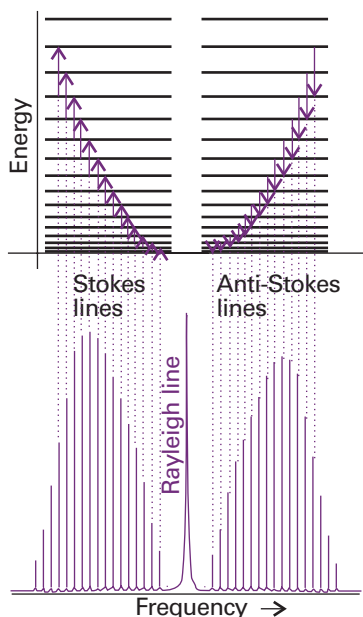 Energy
Stokes
lines
Anti-Stokes
lines
Rayleigh line
Frequency →